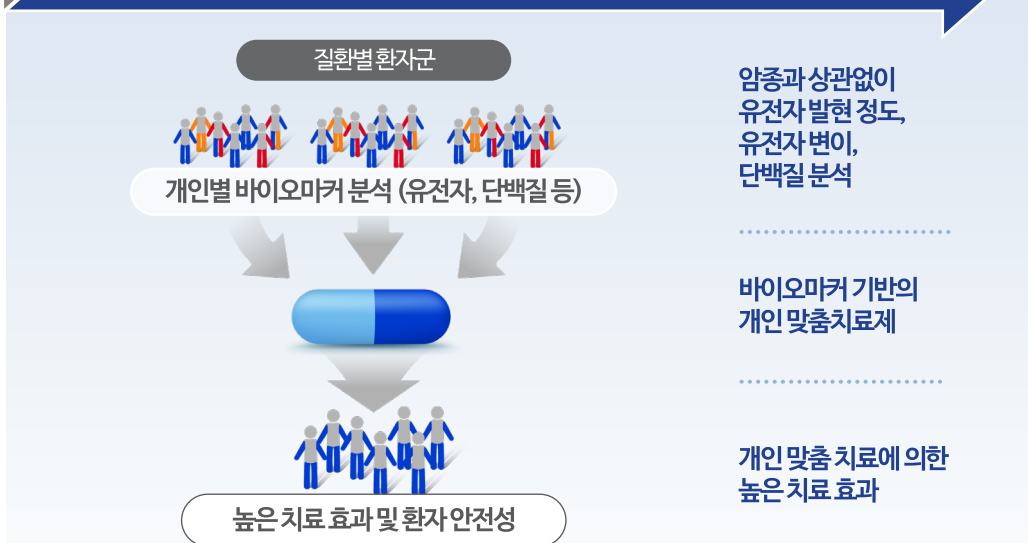 질환별 환자군
개인별 바이오마커 분석 (유전자, 단백질 등)
높은 치료 효과 및 환자 안전성
암종과 상관없이
유전자 발현 정도,
유전자 변이,
단백질 분석
바이오마커 기반의
개인 맞춤치료제
개인 맞춤 치료에 의한
높은 치료 효과